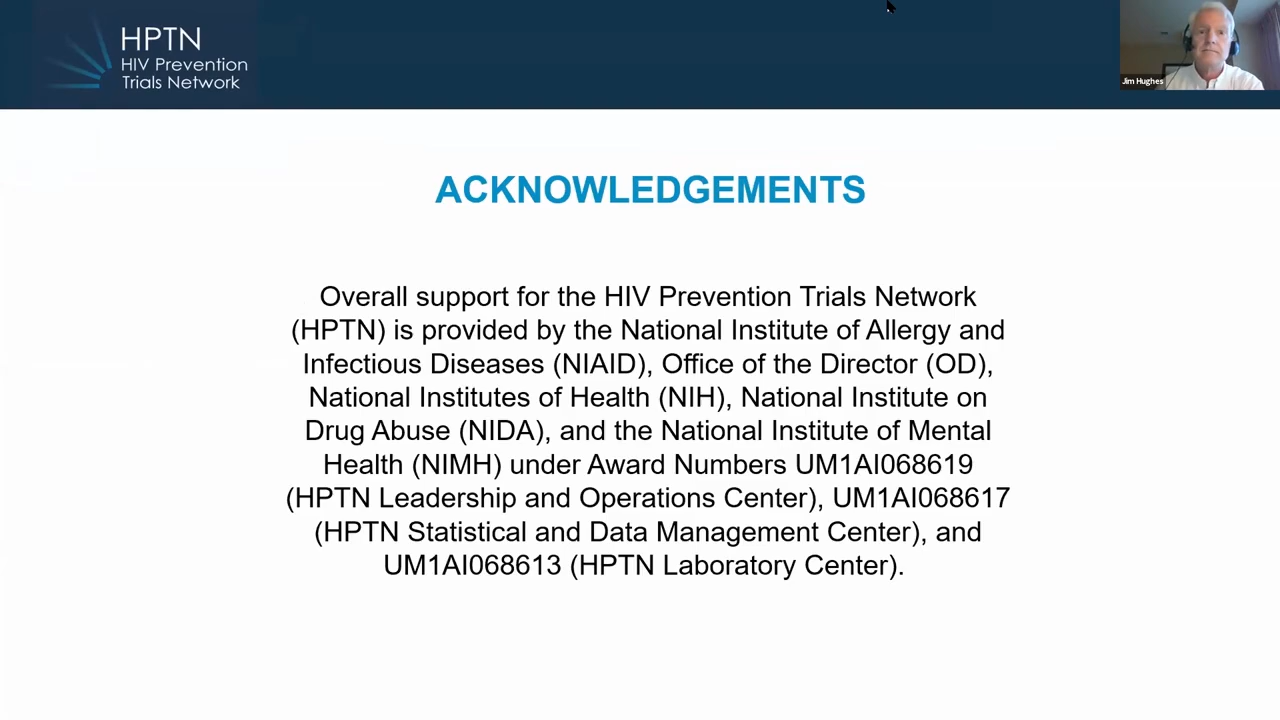 HPTN
HIV Prevention
Trials Network
Jim Hughes
ACKNOWLEDGEMENTS
Overall support for the HIV Prevention Trials Network
(HPTN) is provided by the National Institute of Allergy and
Infectious Diseases (NIAID), Office of the Director (OD),
National Institutes of Health (NIH), National Institute on
Drug Abuse (NIDA), and the National Institute of Mental
Health (NIMH) under Award Numbers UM1AI068619
(HPTN Leadership and Operations Center), UM1AI068617
(HPTN Statistical and Data Management Center), and
UM1AI068613 (HPTN Laboratory Center).